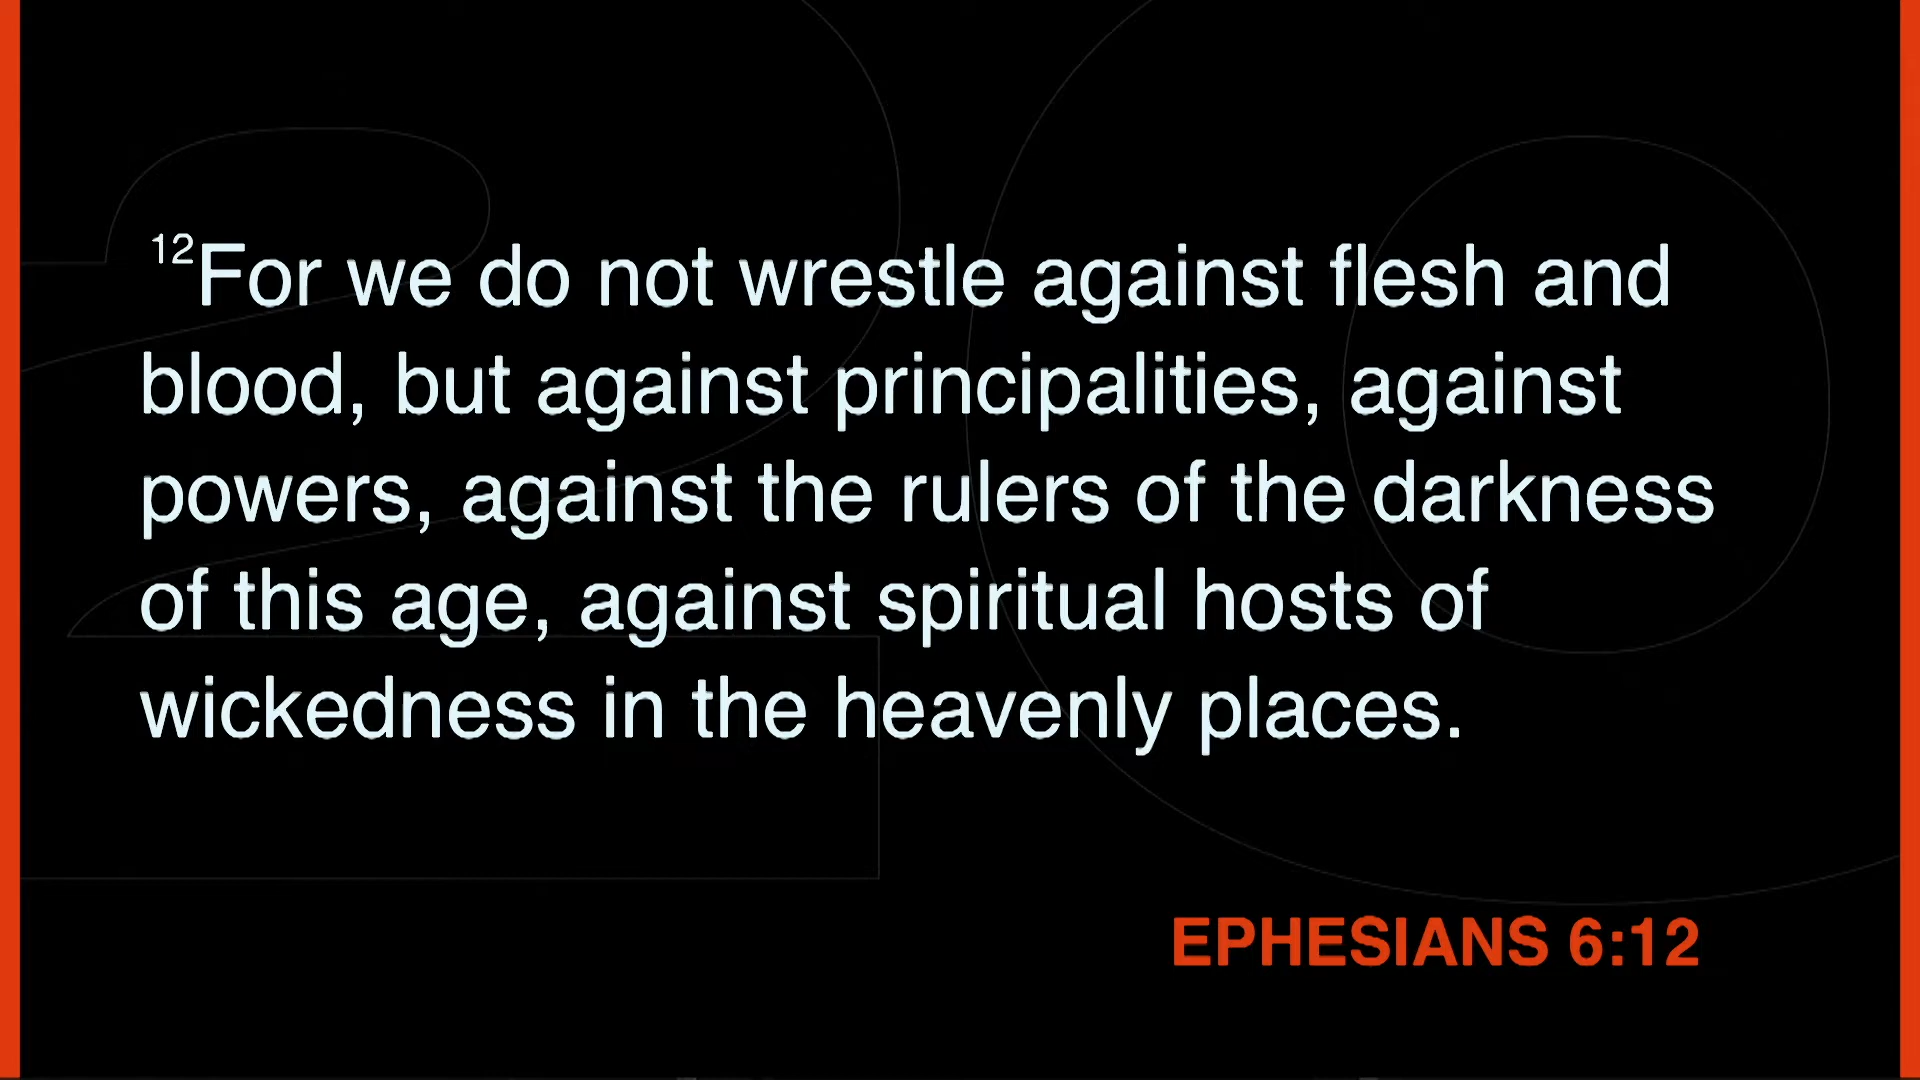 12For we do not wrestle against flesh and
blood, but against principalities, against
powers, against the rulers of the darkness
of this age, against spiritual hosts of
wickedness in the heavenly places.
EPHESIANS 6:12